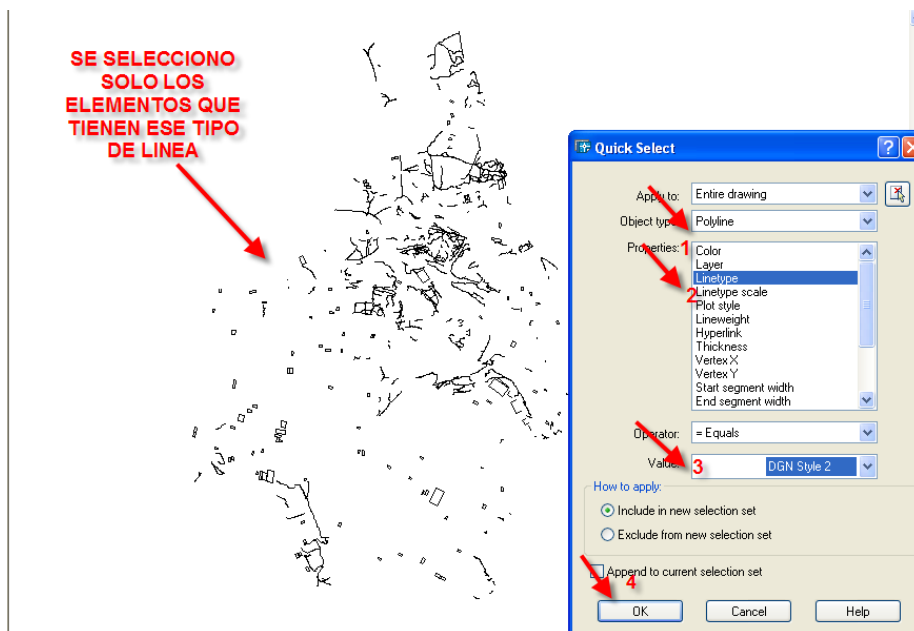 SE SELECCIONO
SOLO LOS
ELEMENTOS QUE
TIENEN ESE TIPO
DE LINEA
Quick Select
Apply to: Entire drawing
Object type: Polyline
1
Properties: Color
Layer
Linetype
2 Linetype scale
Plot style
Lineweight
Hyperlink
Thickness
Vertex X
Vertex Y
Start segment width
End segment width
Operator: = Equals
Value: 3 DGN Style 2
How to apply:
Include in new selection set
Exclude from new selection set
Append to current selection set
4
OK Cancel Help